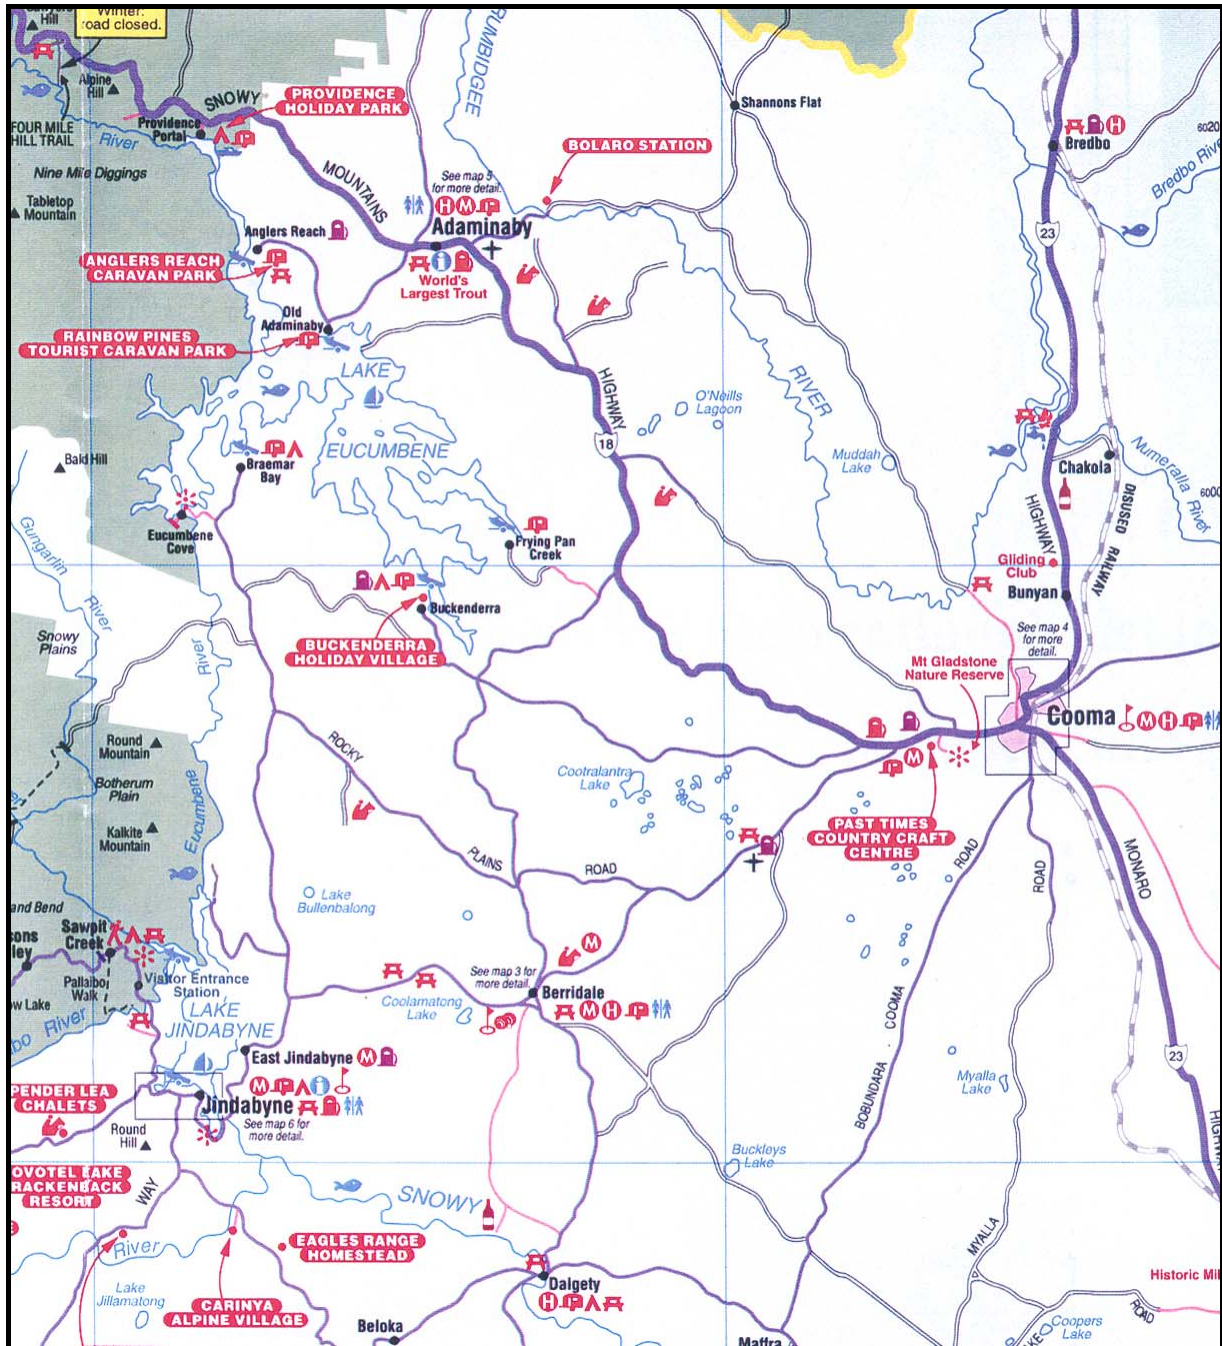 Hill
Winter:
road closed.
Alpine
Hill
FOUR MILE
HILL TRAIL
River
Nine Mile Diggings
Tabletop
Mountain
SNOWY
Providence
Portal
PROVIDENCE
HOLIDAY PARK
MOUNTAINS
RUMBIDGEE
Shannons Flat
BOLARO STATION
Bredbo
6020
Bredbo River
23
See map 5
for more detail.
H M
Adaminaby
World's
Largest Trout
Anglers Reach
ANGLERS REACH
CARAVAN PARK
Old
Adaminaby
RAINBOW PINES
TOURIST CARAVAN PARK
LAKE
EUCUMBENE
HIGHWAY
18
O'Neills
Lagoon
RIVER
Muddah
Lake
Chakola
Numeralla River
6000
DISUSED RAILWAY
HIGHWAY
Gliding
Club
Bunyan
See map 4
for more
detail.
Bald Hill
Braemar
Bay
Eucumbene
Cove
Frying Pan
Creek
Gungarlin
River
Buckenderra
BUCKENDERRA
HOLIDAY VILLAGE
Snowy
Plains
River
Mt Gladstone
Nature Reserve
Cooma
M H
Round
Mountain
Botherum
Plain
Kalkite
Mountain
Eucumbene
ROCKY
PLAINS
ROAD
Cootralantra
Lake
M
PAST TIMES
COUNTRY CRAFT
CENTRE
ROAD
ROAD
MONARO
Lake
Bullenbalong
and Bend
Sawpit
Creek
Pallaibo
Walk
Visitor Entrance
Station
LAKE
JINDABYNE
M
See map 3 for
more detail.
Berridale
M H
Coolamatong
Lake
COOMA
BOBUNDARA
East Jindabyne
M
M
Jindabyne
See map 6 for
more detail.
PENDER LEA
CHALETS
Round
Hill
Myalla
Lake
23
Buckleys
Lake
RESORT
WAY
SNOWY
River
EAGLES RANGE
HOMESTEAD
CARINYA
ALPINE VILLAGE
Lake
Jillamatong
Dalgety
H
Beloka
Maffra
MYALLA
ROAD
Coopers
Lake